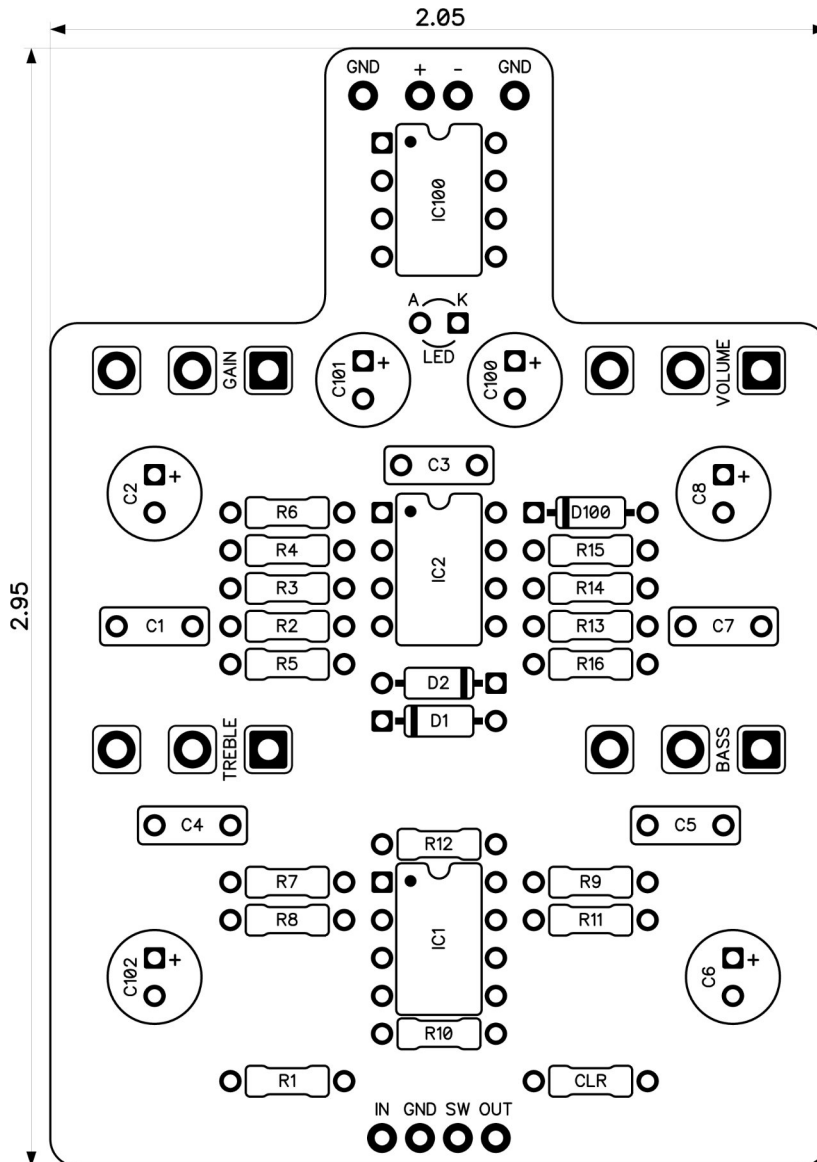 2.05
GND + - GND
IC100
A K
LED
GAIN
C101 +
C100 +
VOLUME
C3
C2 +
C8 +
R6
D100
R4
IC2
R15
R3
R14
C1
R2
R13
C7
R5
R16
2.95
D2
D1
TREBLE
BASS
C4
C5
R12
R7
R9
R8
IC1
R11
C102 +
C6 +
R10
R1
CLR
IN GND SW OUT